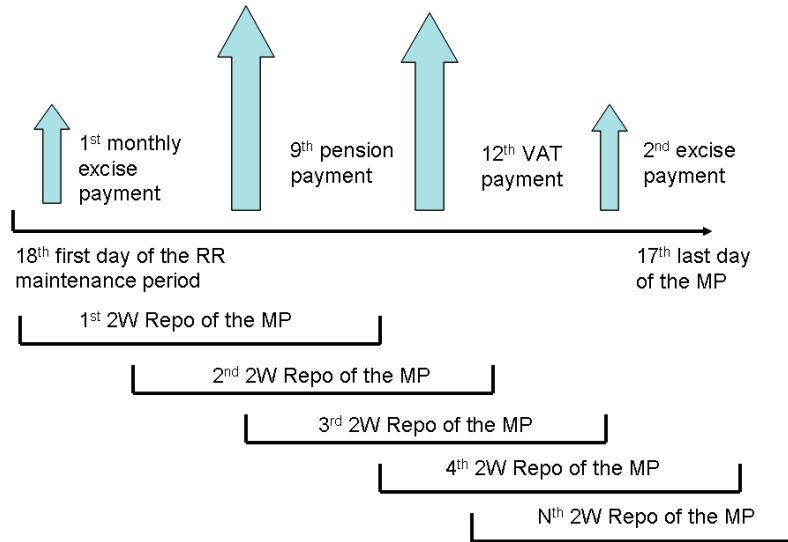 1st monthly
excise
payment
9th pension
payment
12th VAT
payment
2nd excise
payment
18th first day of the RR
maintenance period
17th last day
of the MP
1st 2W Repo of the MP
2nd 2W Repo of the MP
3rd 2W Repo of the MP
4th 2W Repo of the MP
Nth 2W Repo of the MP